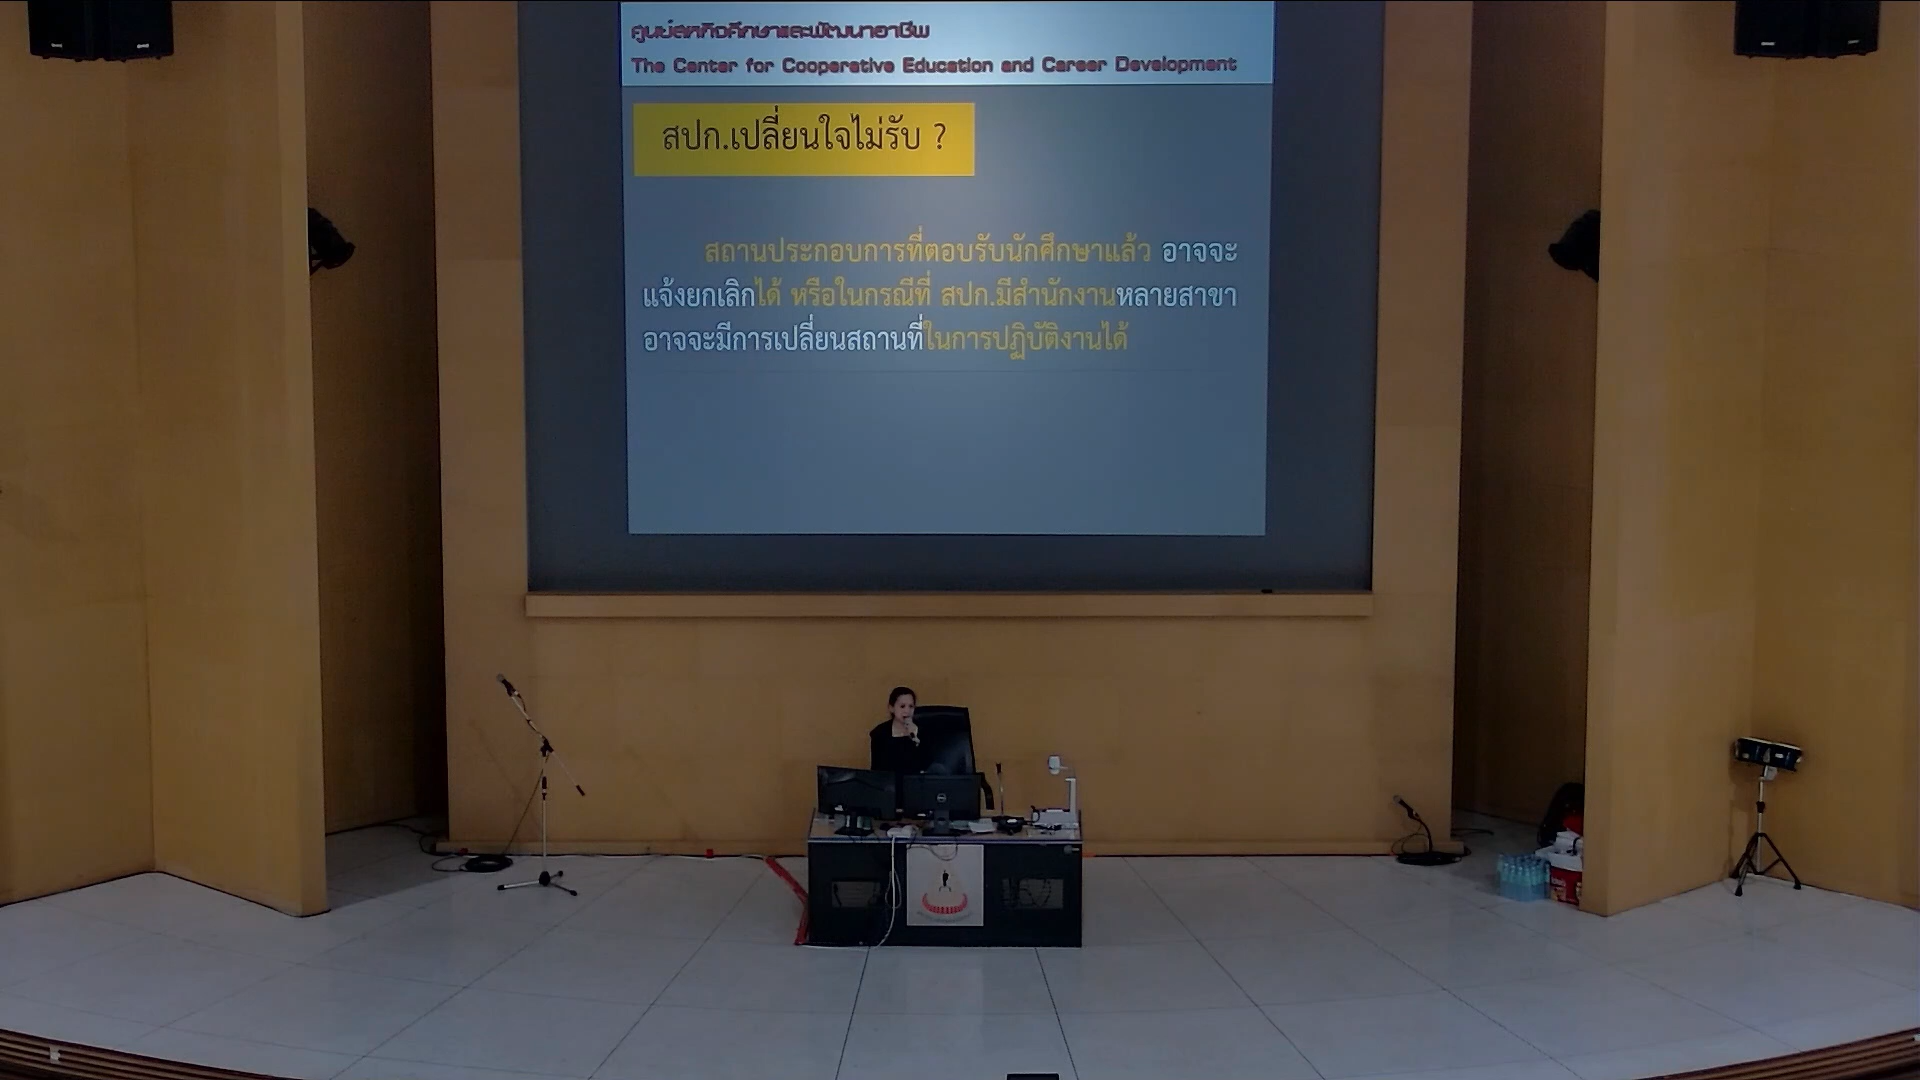 ศูนย์สหกิจศึกษาและพัฒนาอาชีพ
The Center for Cooperative Education and Career Development
สปก.เปลี่ยนใจไม่รับ ?
สถานประกอบการที่ตอบรับนักศึกษาแล้ว อาจจะ
แจ้งยกเลิกได้ หรือในกรณีที่ สปก.มีสำนักงานหลายสาขา
อาจจะมีการเปลี่ยนสถานที่ในการปฏิบัติงานได้